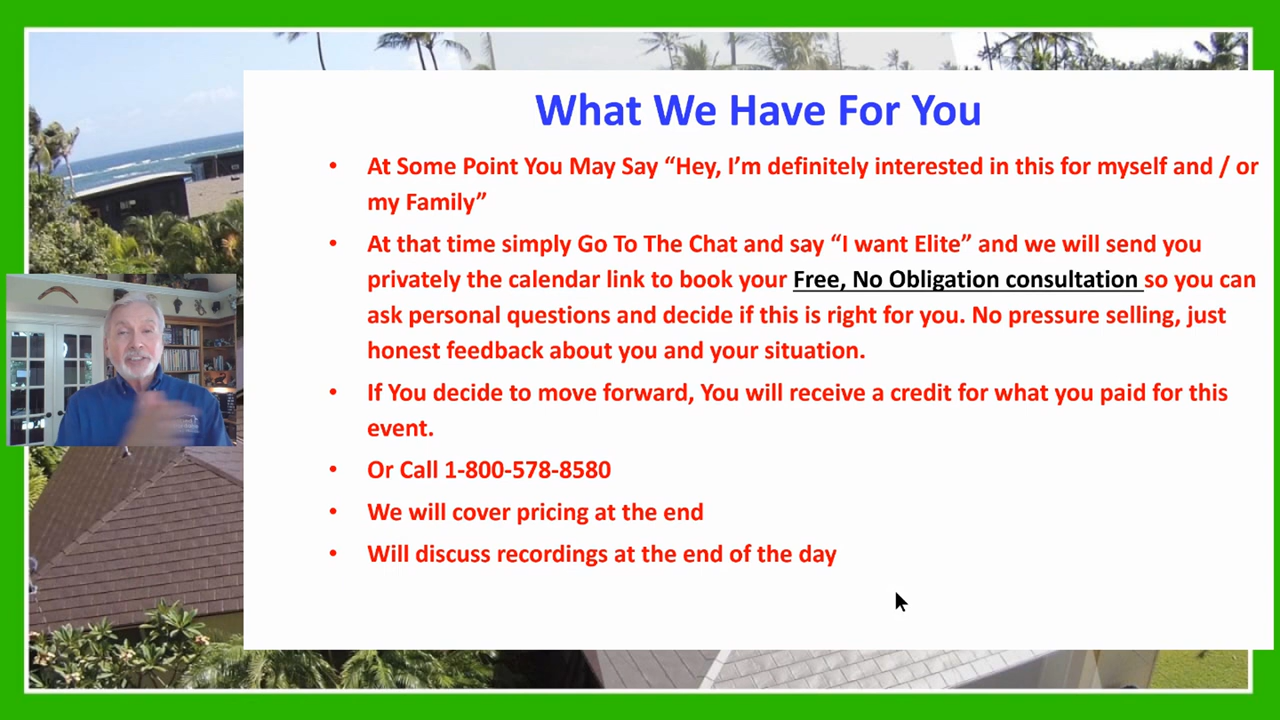 What We Have For You
• At Some Point You May Say “Hey, I’m definitely interested in this for myself and / or
my Family”
• At that time simply Go To The Chat and say “I want Elite” and we will send you
privately the calendar link to book your Free, No Obligation consultation so you can
ask personal questions and decide if this is right for you. No pressure selling, just
honest feedback about you and your situation.
• If You decide to move forward, You will receive a credit for what you paid for this
event.
• Or Call 1-800-578-8580
• We will cover pricing at the end
• Will discuss recordings at the end of the day